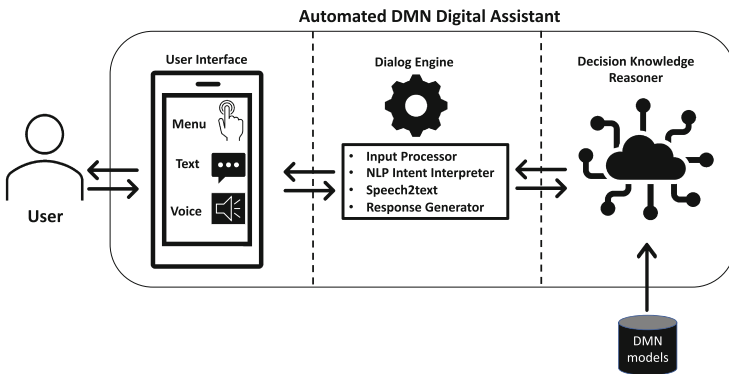 Automated DMN Digital Assistant
User Interface
Dialog Engine
Decision Knowledge
Reasoner
Menu
Text
Voice
User
• Input Processor
• NLP Intent Interpreter
• Speech2text
• Response Generator
DMN
models